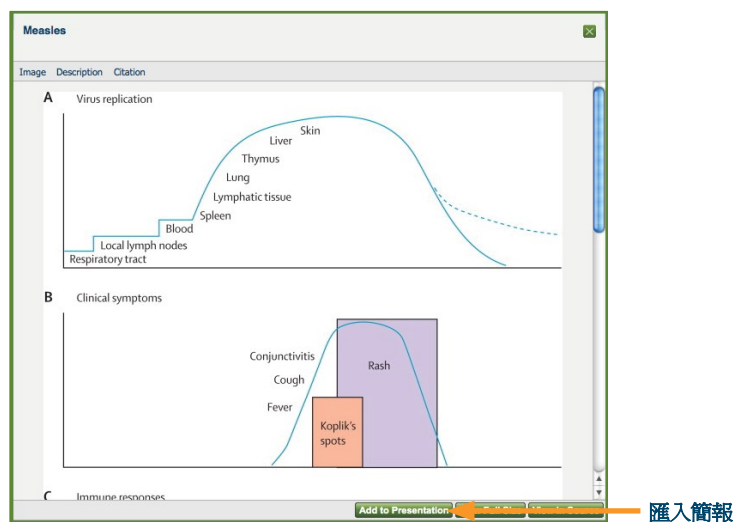 Measles
Image Description Citation
A Virus replication
Skin
Liver
Thymus
Lung
Lymphatic tissue
Spleen
Blood
Local lymph nodes
Respiratory tract
B Clinical symptoms
Conjunctivitis
Rash
Cough
Fever
Koplik's
spots
C Immune responses
Add to Presentation
匯入簡報